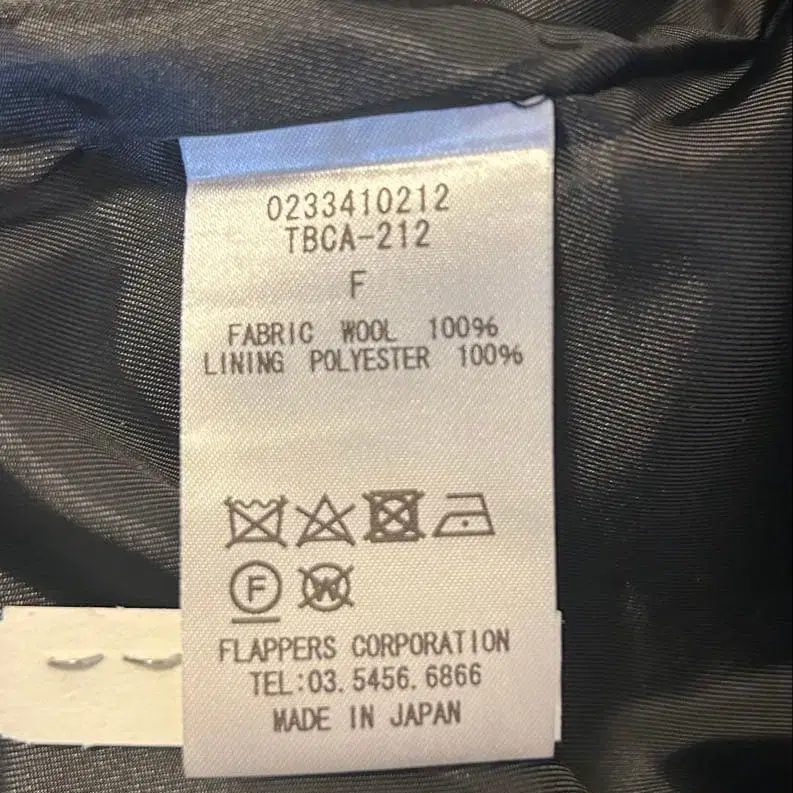 0233410212
TBCA-212
F
FABRIC WOOL 100%
LINING POLYESTER 100%
F W
FLAPPERS CORPORATION
TEL:03.5456.6866
MADE IN JAPAN